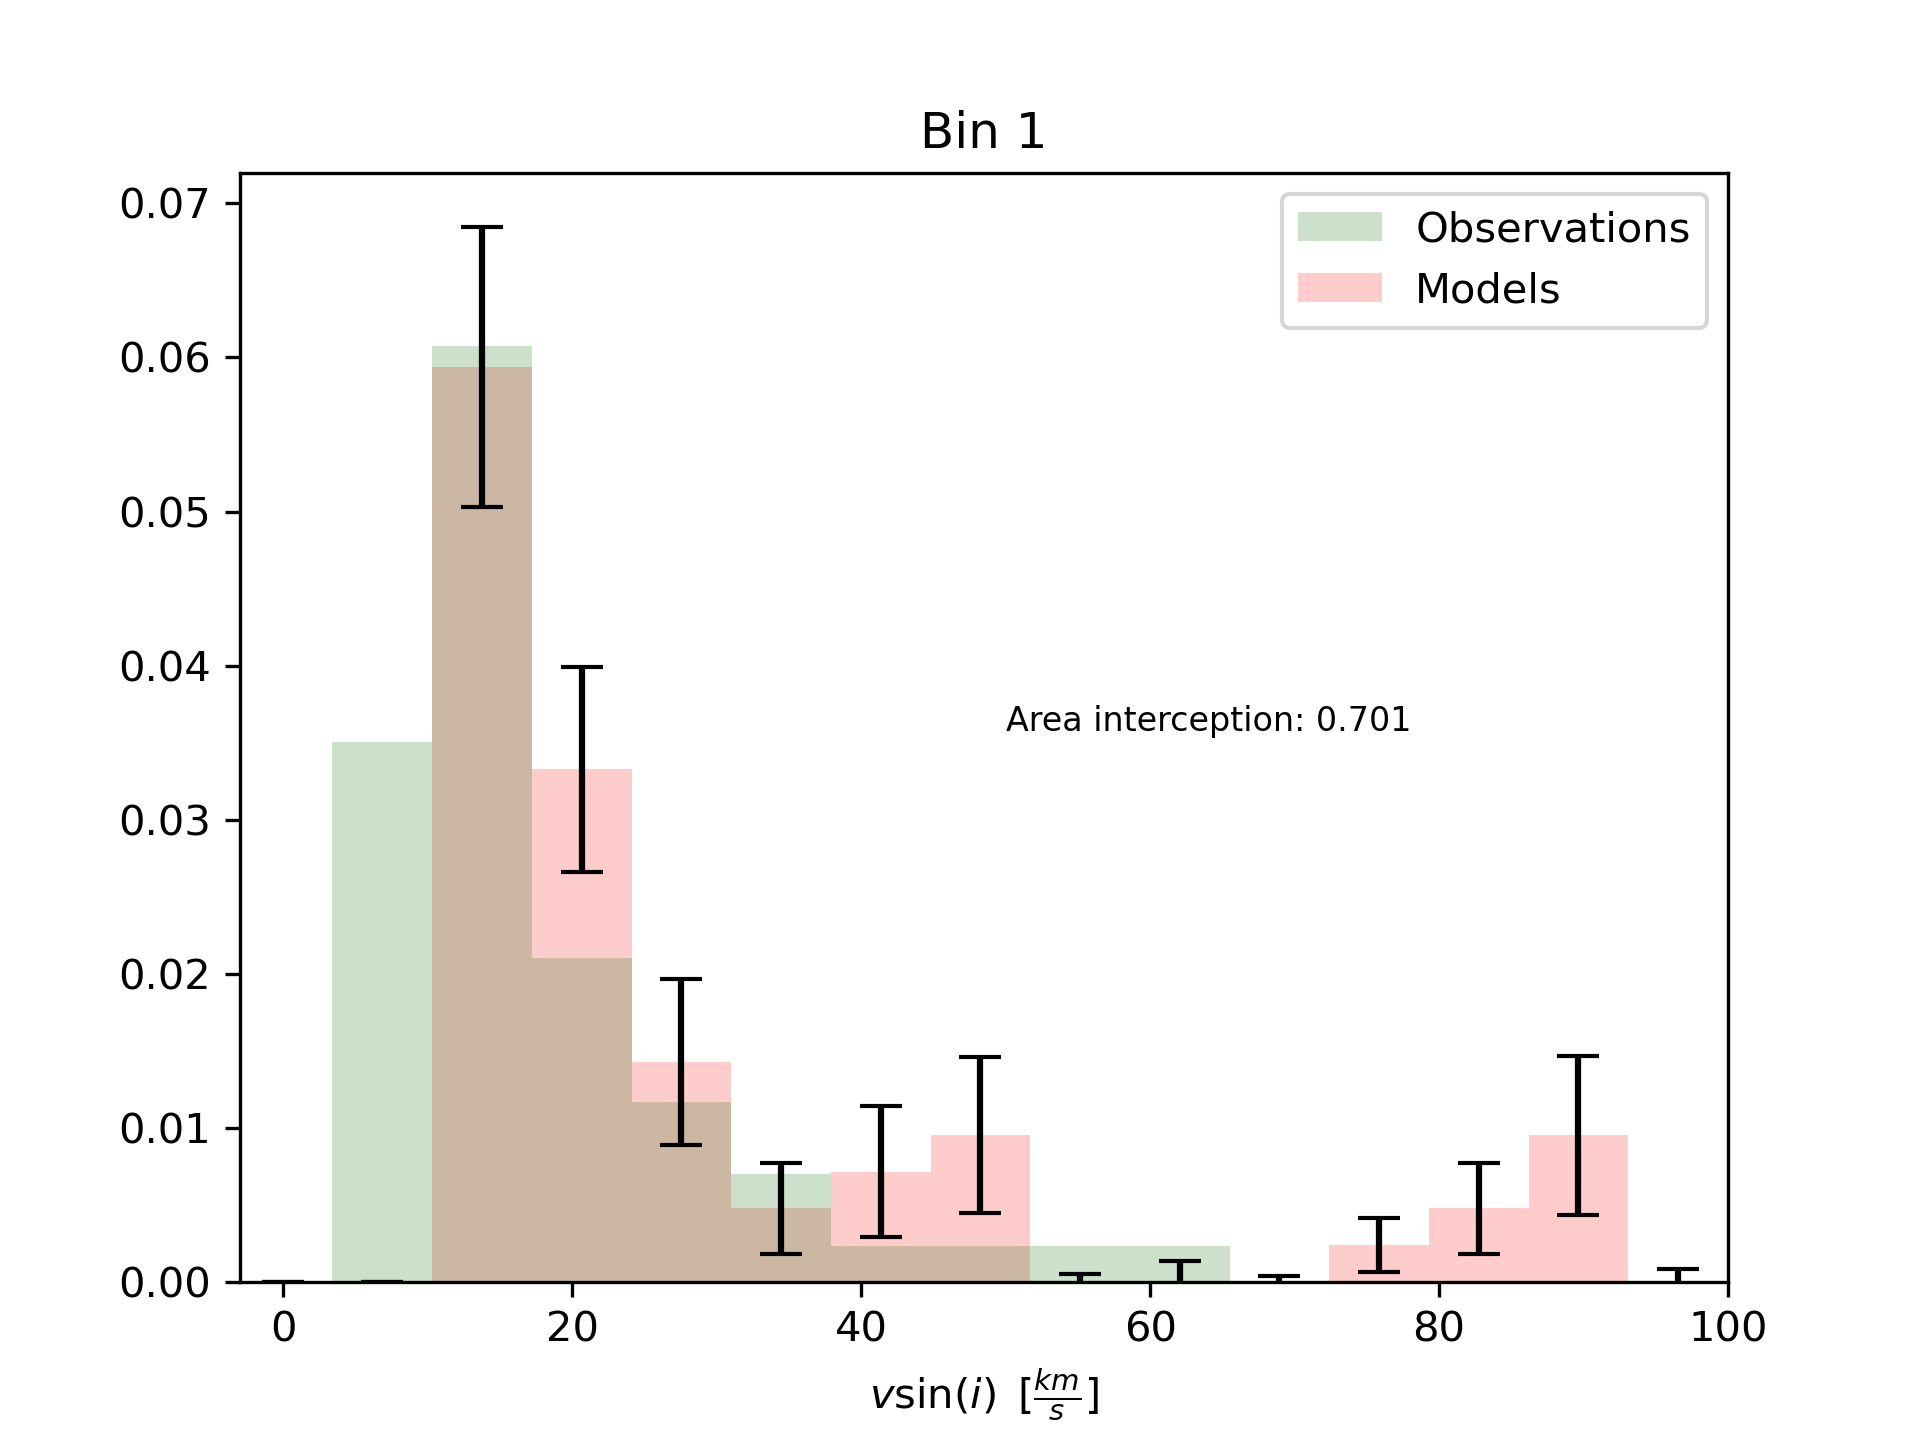 Bin 1
0.07
0.06
0.05
0.04
0.03
0.02
0.01
0.00
Observations
Models
Area interception: 0.701
0 20 40 60 80 100
vsin(i) [km/s]